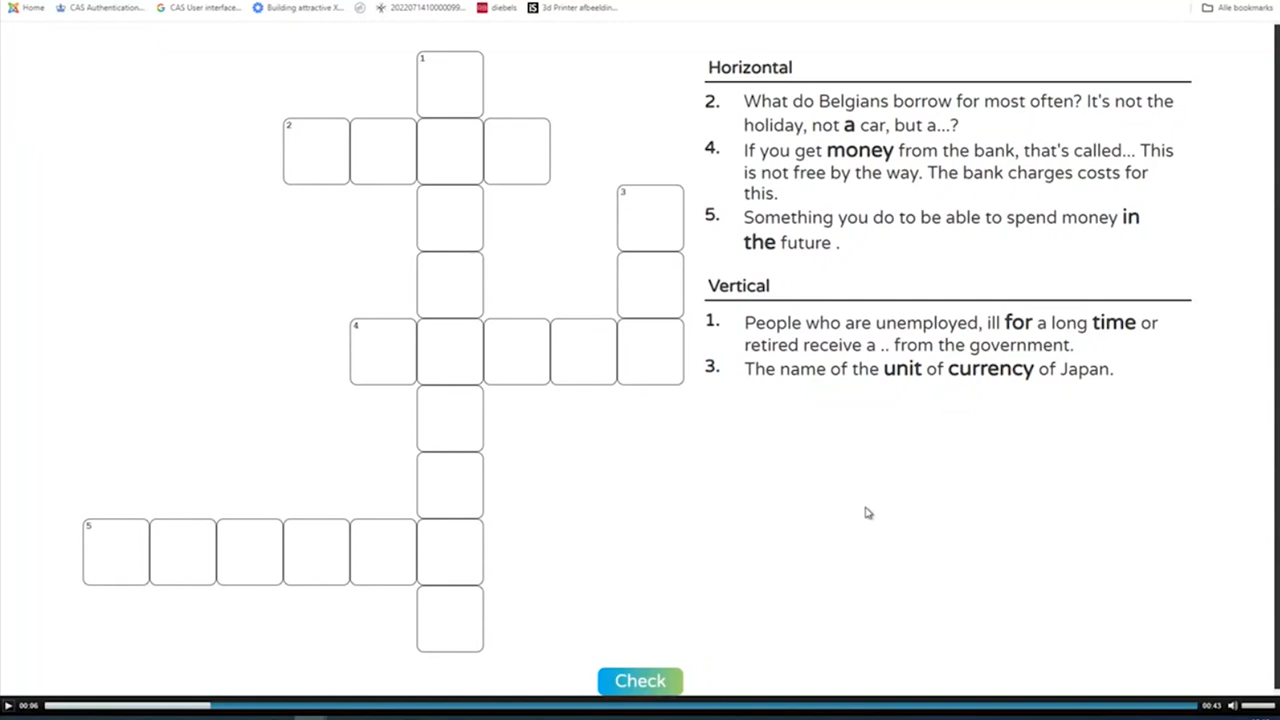 Home CAS Authentication... CAS User interface... Building attractive X... 2022071410000099... diebels 3d Printer afbeeldin... Alle bookmarks
1
2
3
4
5
Horizontal
2. What do Belgians borrow for most often? It's not the
holiday, not a car, but a...?
4. If you get money from the bank, that's called... This
is not free by the way. The bank charges costs for
this.
5. Something you do to be able to spend money in
the future .
Vertical
1. People who are unemployed, ill for a long time or
retired receive a .. from the government.
3. The name of the unit of currency of Japan.
Check
00:06 00:43